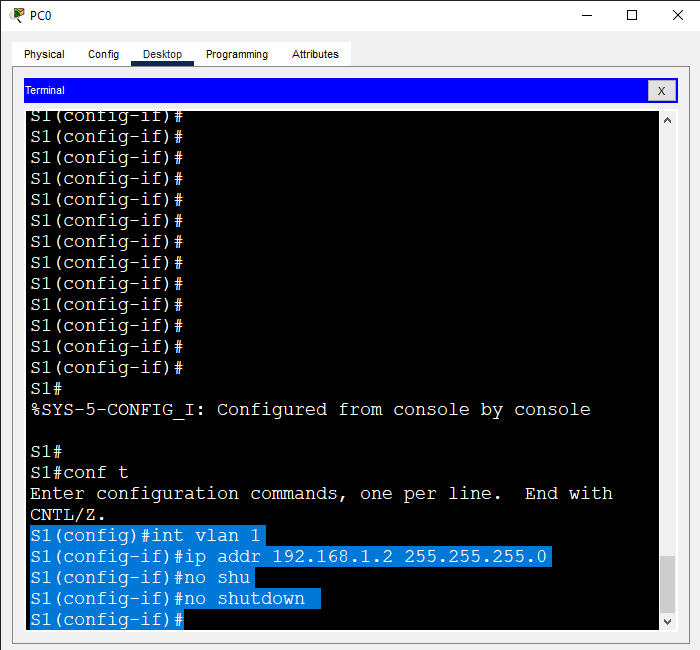 PC0
Physical Config Desktop Programming Attributes
Terminal X
S1(config-if)#
S1(config-if)#
S1(config-if)#
S1(config-if)#
S1(config-if)#
S1(config-if)#
S1(config-if)#
S1(config-if)#
S1(config-if)#
S1(config-if)#
S1(config-if)#
S1(config-if)#
S1(config-if)#
S1#
%SYS-5-CONFIG_I: Configured from console by console
S1#
S1#conf t
Enter configuration commands, one per line.  End with
CNTL/Z.
S1(config)#int vlan 1
S1(config-if)#ip addr 192.168.1.2 255.255.255.0
S1(config-if)#no shu
S1(config-if)#no shutdown
S1(config-if)#